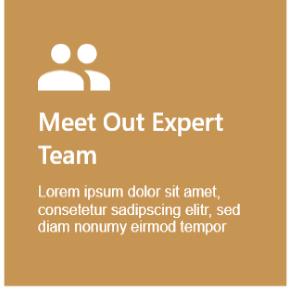 Meet Out Expert
Team
Lorem ipsum dolor sit amet,
consetetur sadipscing elitr, sed
diam nonumy eirmod tempor